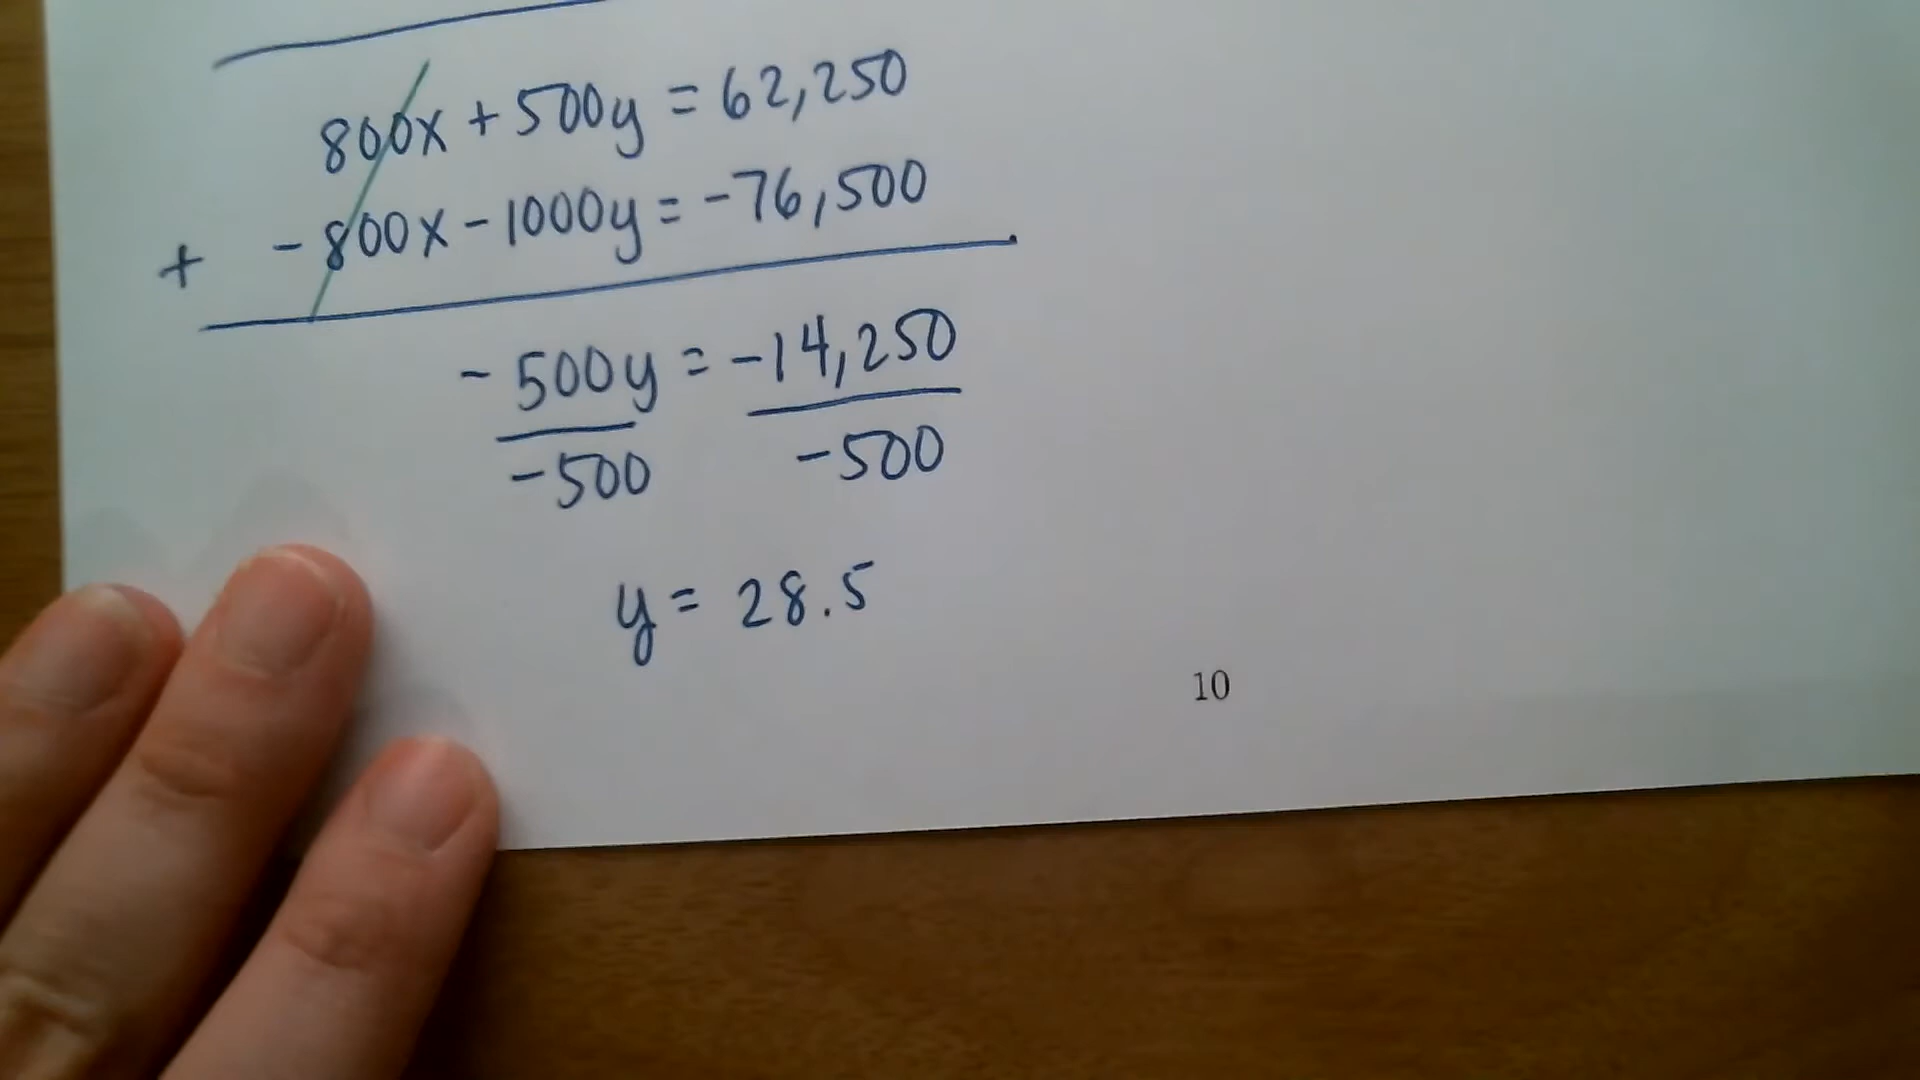 800x + 500y = 62,250
+ -800x - 1000y = -76,500
-500y = -14,250
-500 -500
y = 28.5
10